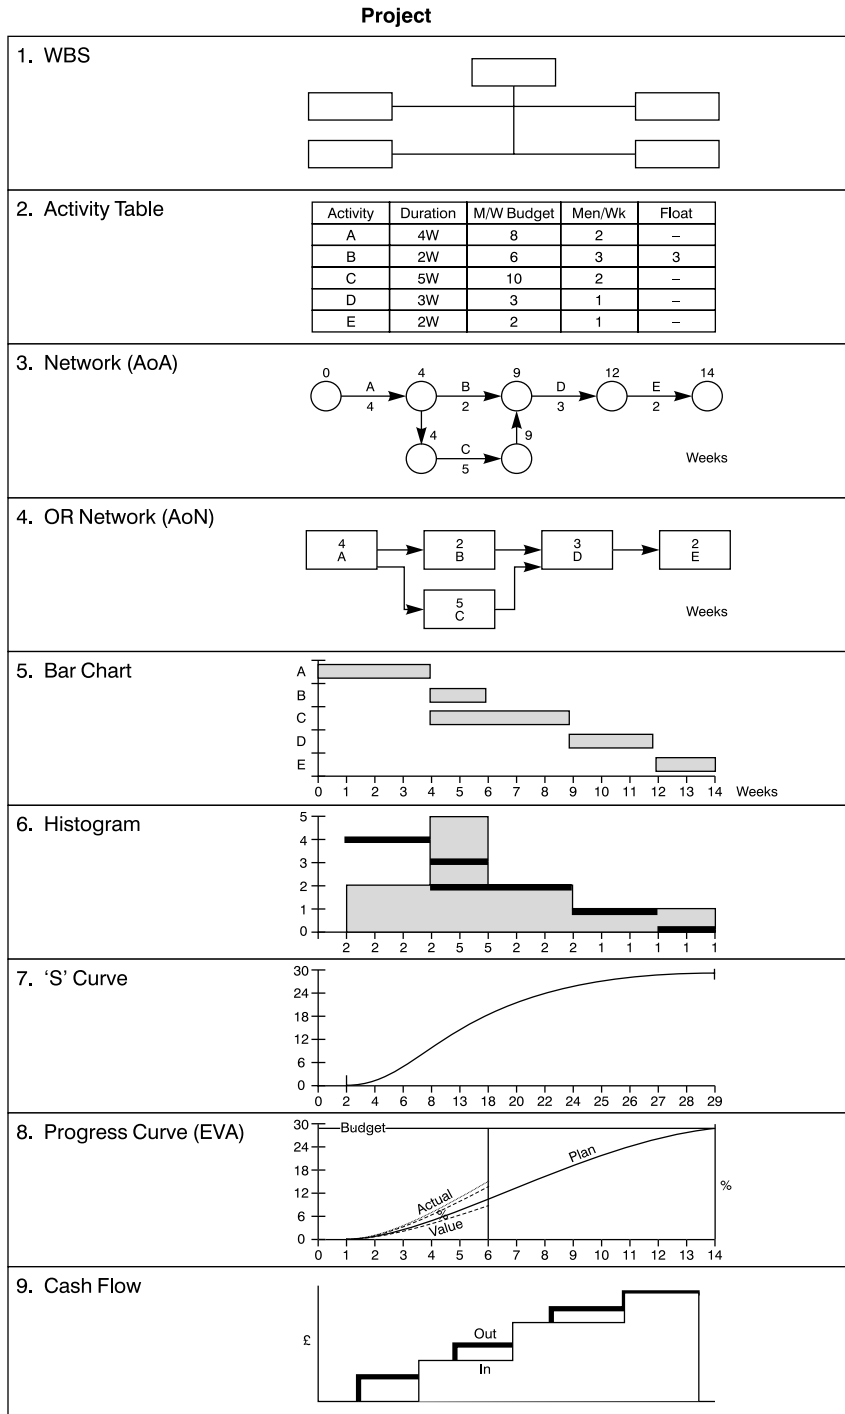 Project
1. WBS
2. Activity Table
Activity Duration M/W Budget Men/Wk Float
A 4W 8 2 –
B 2W 6 3 3
C 5W 10 2 –
D 3W 3 1 –
E 2W 2 1 –
3. Network (AoA)
0 4 9 12 14
A B D E
4 2 3 2
4 9
C
5
Weeks
4. OR Network (AoN)
4 2 3 2
A B D E
5
C
Weeks
5. Bar Chart
A
B
C
D
E
0 1 2 3 4 5 6 7 8 9 10 11 12 13 14 Weeks
6. Histogram
5
4
3
2
1
0
2 2 2 2 5 5 2 2 2 1 1 1 1 1
7. ‘S’ Curve
30
24
18
12
6
0
0 2 4 6 8 13 18 20 22 24 25 26 27 28 29
8. Progress Curve (EVA)
30
24
18
12
6
0
Budget
Plan
Actual
Value
%
0 1 2 3 4 5 6 7 8 9 10 11 12 13 14
9. Cash Flow
£
Out
In